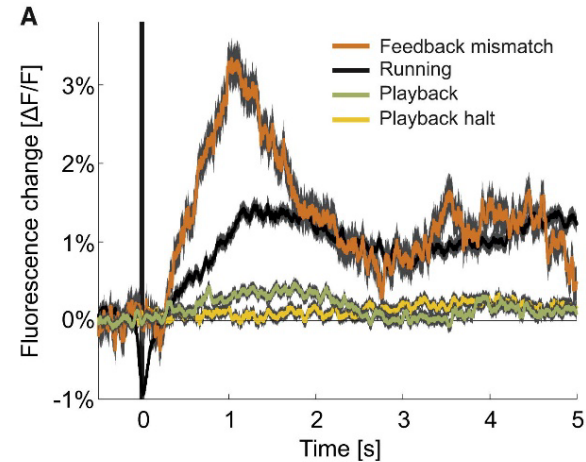 A
Fluorescence change [ΔF/F]
3%
2%
1%
0%
-1%
Feedback mismatch
Running
Playback
Playback halt
0 1 2 3 4 5
Time [s]